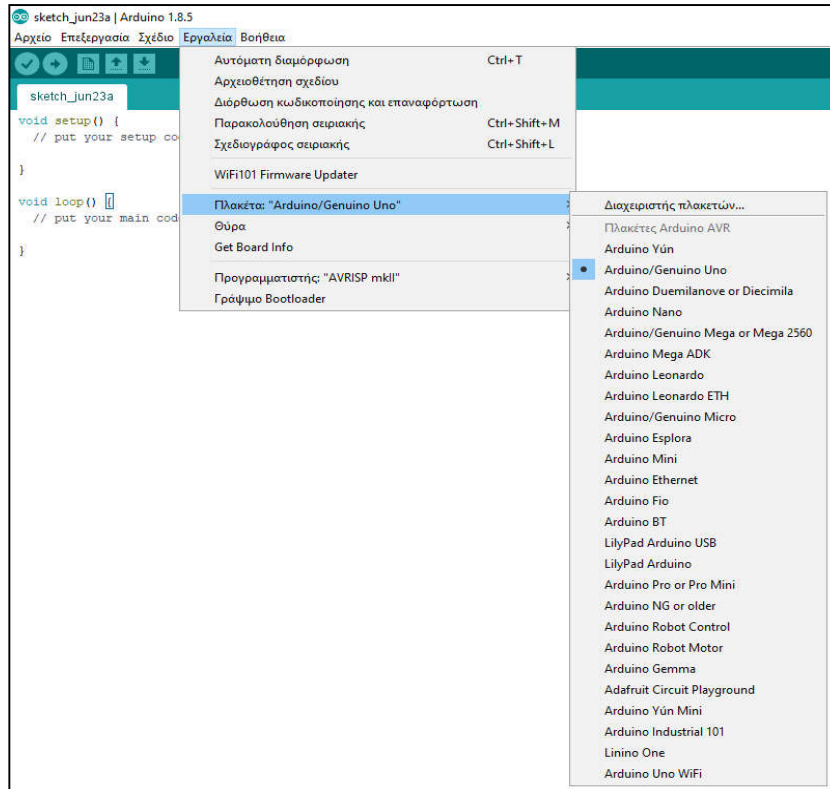 sketch_jun23a | Arduino 1.8.5
Αρχείο Επεξεργασία Σχέδιο Εργαλεία Βοήθεια
sketch_jun23a
void setup() {
// put your setup co
}
void loop() {
// put your main cod
}
Αυτόματη διαμόρφωση Ctrl+T
Αρχειοθέτηση σχεδίου
Διόρθωση κωδικοποίησης και επαναφόρτωση
Παρακολούθηση σειριακής Ctrl+Shift+M
Σχεδιογράφος σειριακής Ctrl+Shift+L
WiFi101 Firmware Updater
Πλακέτα: "Arduino/Genuino Uno"
Θύρα
Get Board Info
Προγραμματιστής: "AVRISP mkII"
Γράψιμο Bootloader
Διαχειριστής πλακετών...
Πλακέτες Arduino AVR
Arduino Yún
Arduino/Genuino Uno
Arduino Duemilanove or Diecimila
Arduino Nano
Arduino/Genuino Mega or Mega 2560
Arduino Mega ADK
Arduino Leonardo
Arduino Leonardo ETH
Arduino/Genuino Micro
Arduino Esplora
Arduino Mini
Arduino Ethernet
Arduino Fio
Arduino BT
LilyPad Arduino USB
LilyPad Arduino
Arduino Pro or Pro Mini
Arduino NG or older
Arduino Robot Control
Arduino Robot Motor
Arduino Gemma
Adafruit Circuit Playground
Arduino Yún Mini
Arduino Industrial 101
Linino One
Arduino Uno WiFi